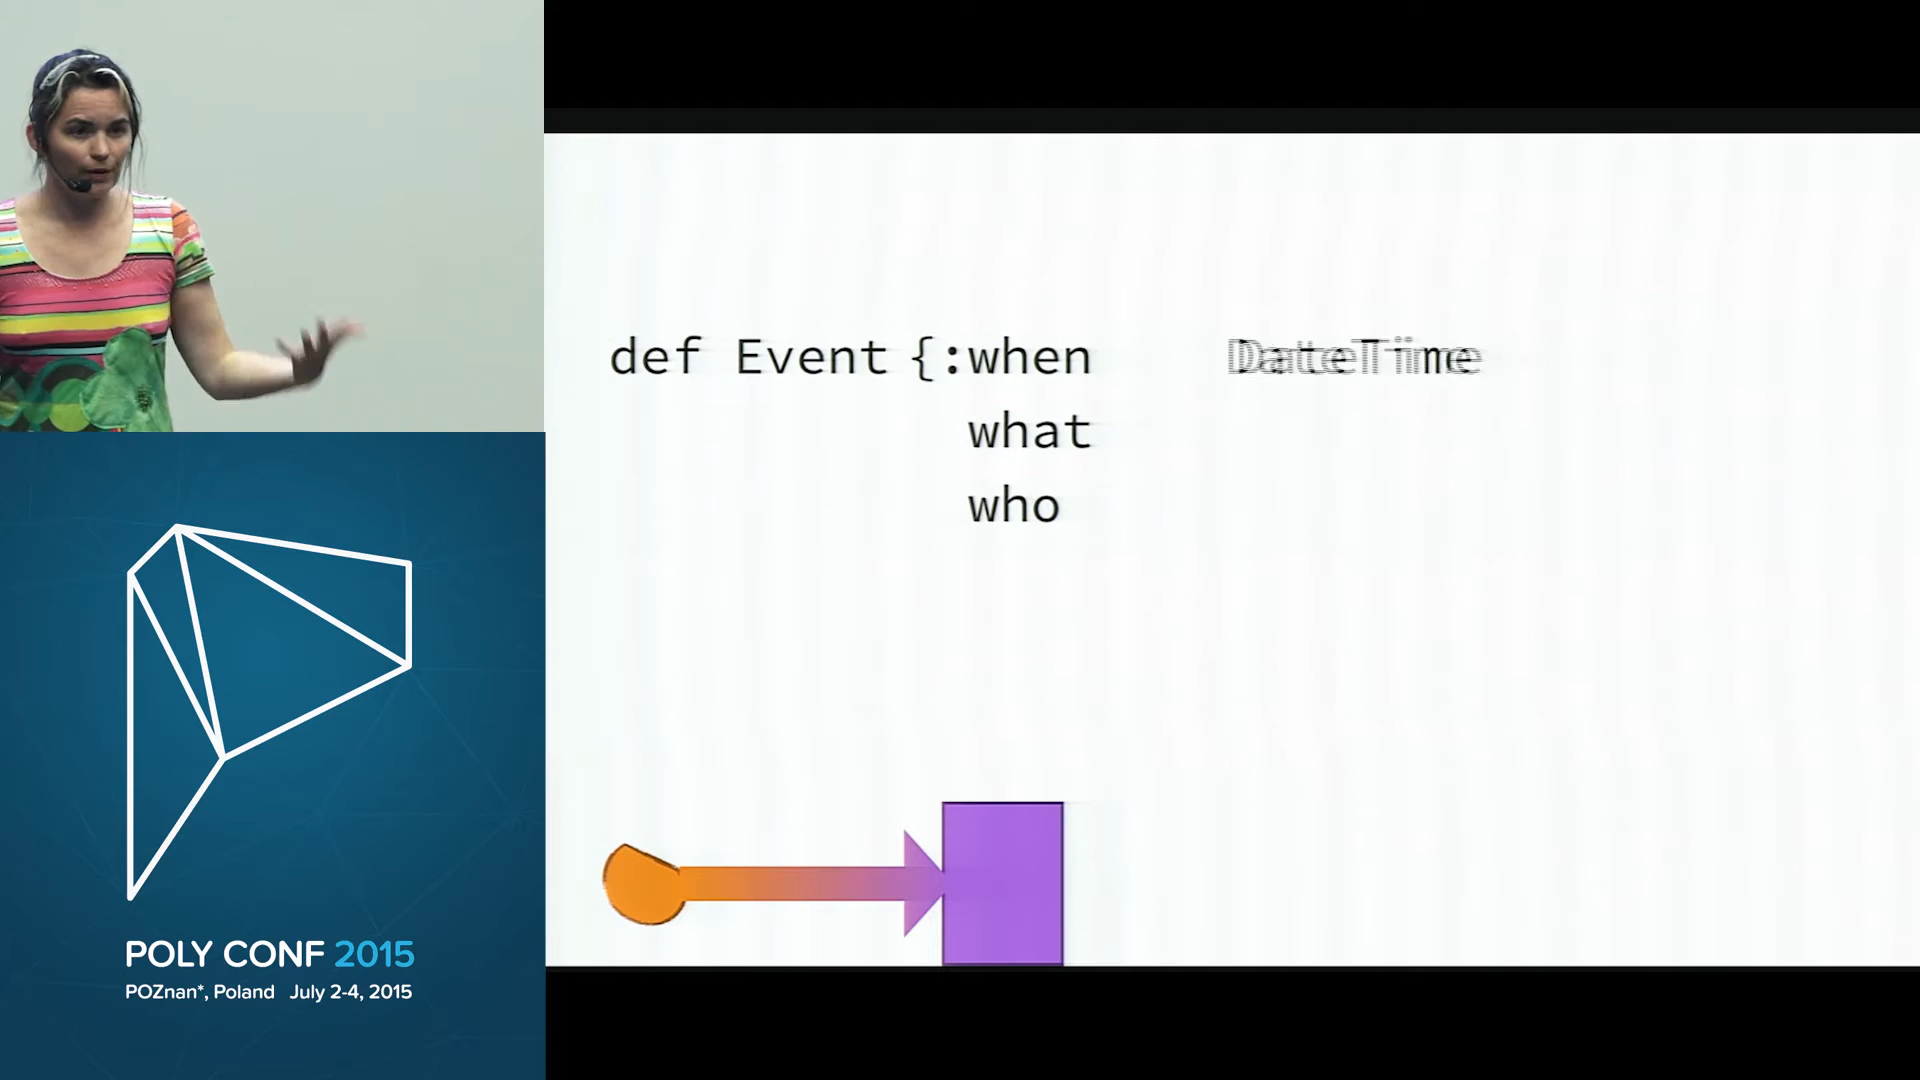 def Event {:when DateTime
what
who
POLY CONF 2015
POZnan*, Poland July 2-4, 2015